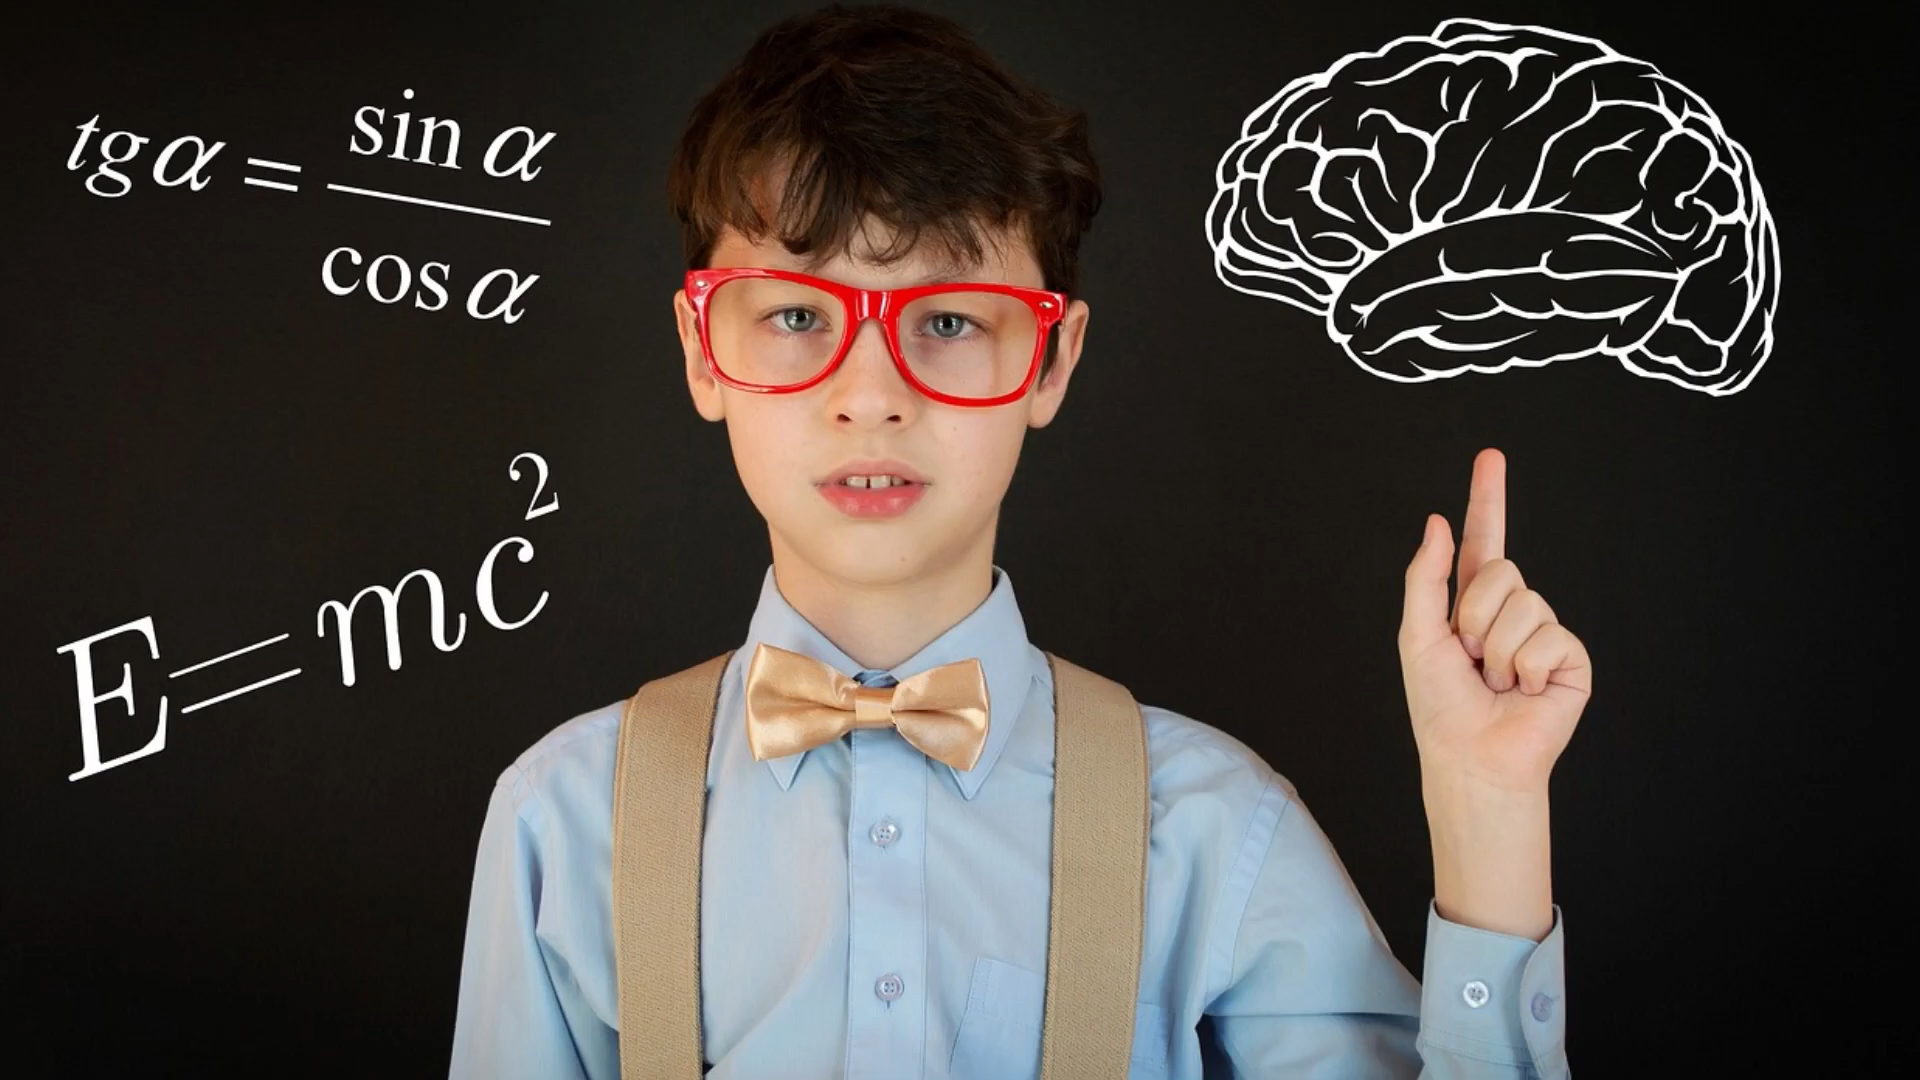 tgα = sin α / cos α
E=mc²